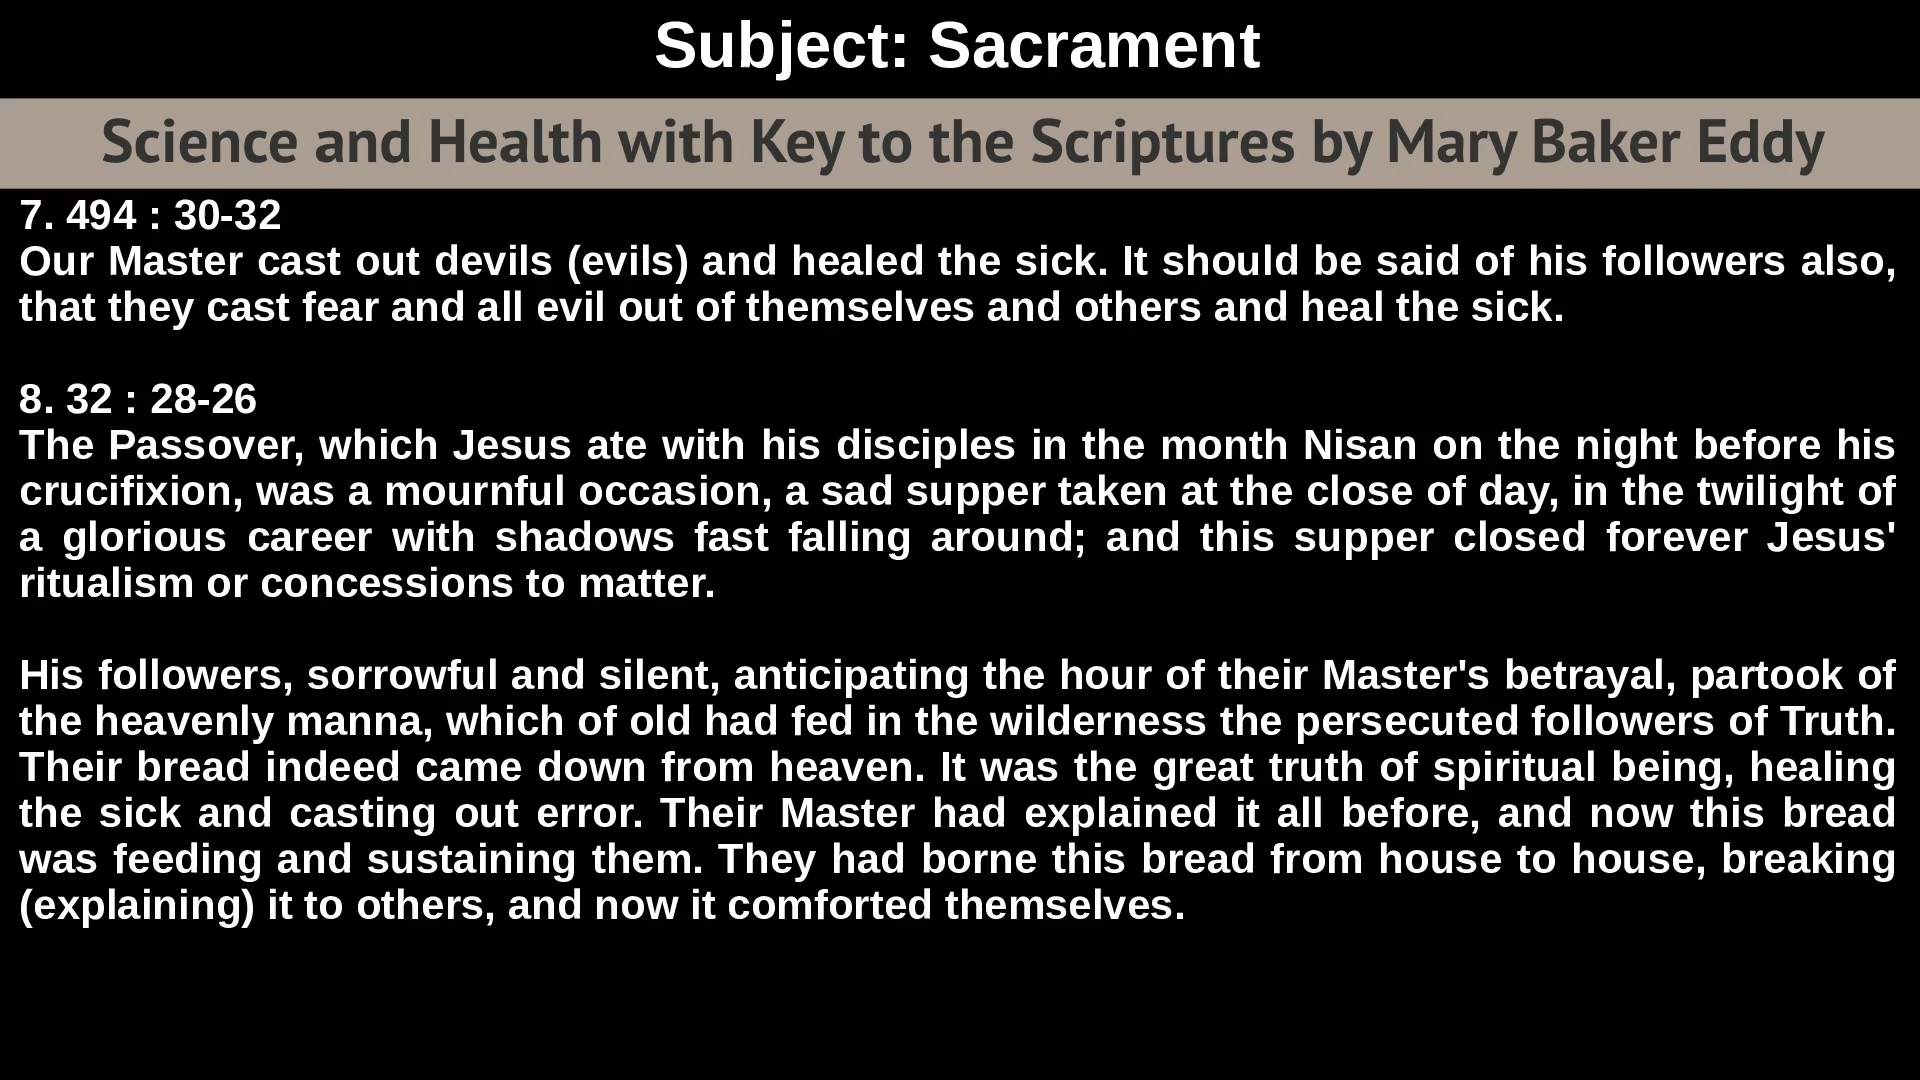 Subject: Sacrament
Science and Health with Key to the Scriptures by Mary Baker Eddy
7. 494 : 30-32
Our Master cast out devils (evils) and healed the sick. It should be said of his followers also,
that they cast fear and all evil out of themselves and others and heal the sick.
8. 32 : 28-26
The Passover, which Jesus ate with his disciples in the month Nisan on the night before his
crucifixion, was a mournful occasion, a sad supper taken at the close of day, in the twilight of
a glorious career with shadows fast falling around; and this supper closed forever Jesus'
ritualism or concessions to matter.
His followers, sorrowful and silent, anticipating the hour of their Master's betrayal, partook of
the heavenly manna, which of old had fed in the wilderness the persecuted followers of Truth.
Their bread indeed came down from heaven. It was the great truth of spiritual being, healing
the sick and casting out error. Their Master had explained it all before, and now this bread
was feeding and sustaining them. They had borne this bread from house to house, breaking
(explaining) it to others, and now it comforted themselves.